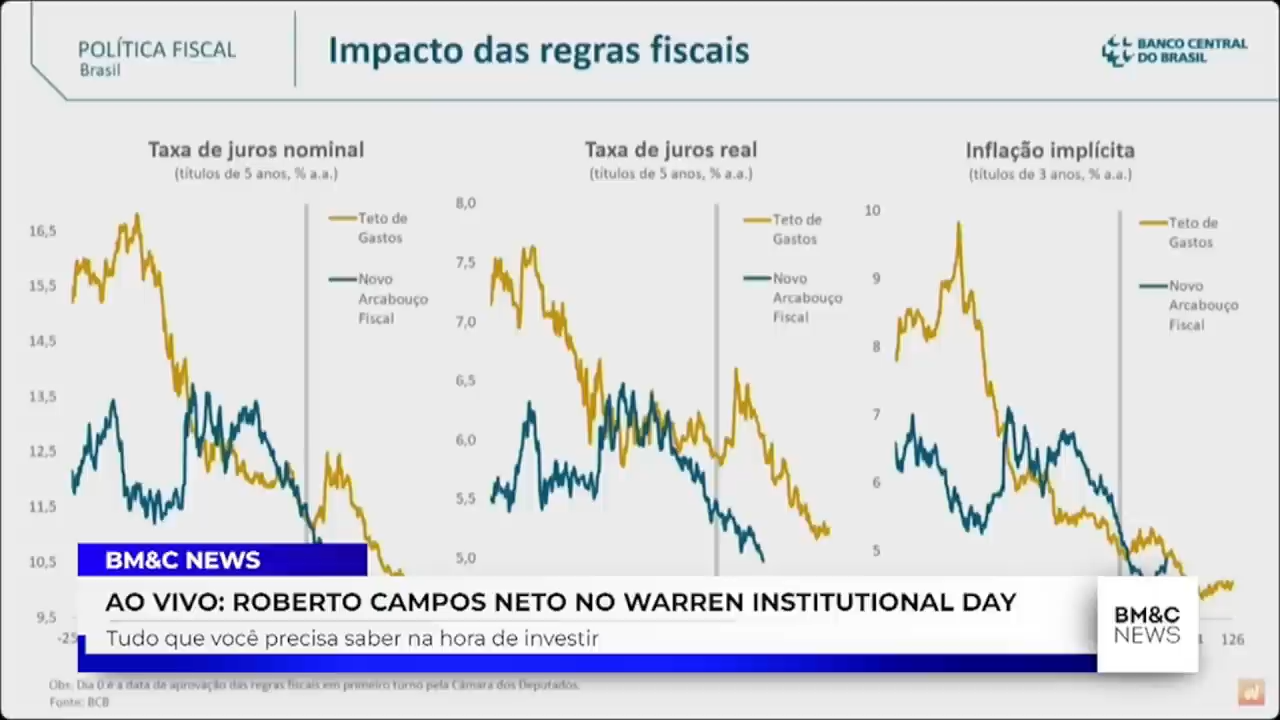 POLÍTICA FISCAL
Brasil
Impacto das regras fiscais
BANCO CENTRAL
DO BRASIL
Taxa de juros nominal
(títulos de 5 anos, % a.a.)
16,5
15,5
14,5
13,5
12,5
11,5
10,5
9,5
Teto de
Gastos
Novo
Arcabouço
Fiscal
Taxa de juros real
(títulos de 5 anos, % a.a.)
8,0
7,5
7,0
6,5
6,0
5,5
5,0
Teto de
Gastos
Novo
Arcabouço
Fiscal
Inflação implícita
(títulos de 3 anos, % a.a.)
10
9
8
7
6
5
Teto de
Gastos
Novo
Arcabouço
Fiscal
126
BM&C NEWS
AO VIVO: ROBERTO CAMPOS NETO NO WARREN INSTITUTIONAL DAY
Tudo que você precisa saber na hora de investir
BM&C
NEWS
Obs: Dia 0 é a data de aprovação das regras fiscais em primeiro turno pela Câmara dos Deputados.
Fonte: BCB